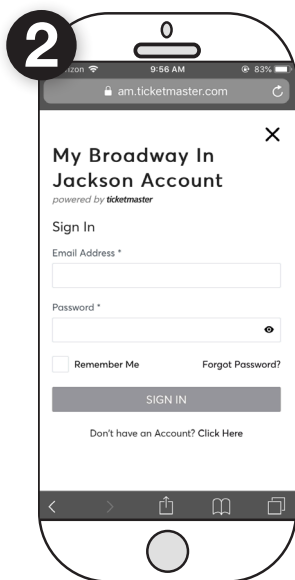 2
izon 9:56 AM 83%
am.ticketmaster.com
My Broadway In
Jackson Account
powered by ticketmaster
Sign In
Email Address *
Password *
Remember Me Forgot Password?
SIGN IN
Don't have an Account? Click Here